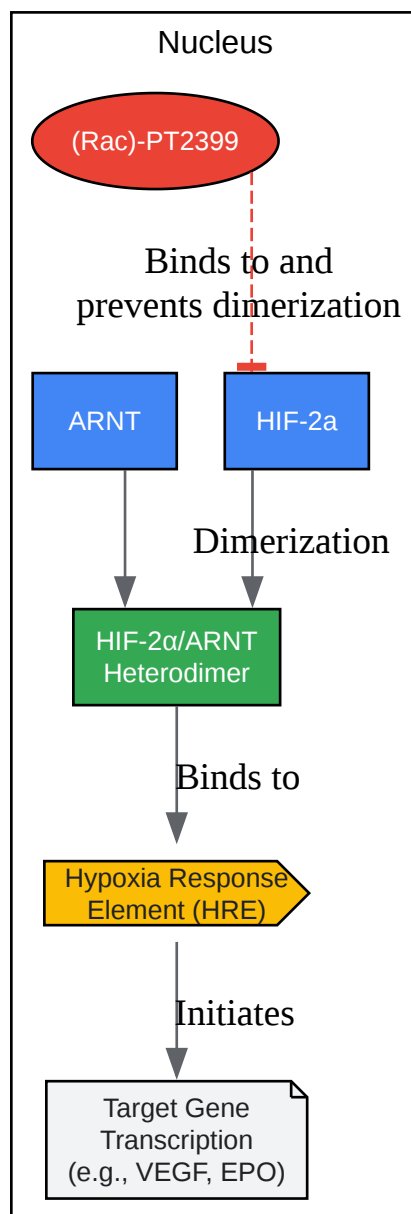 Nucleus
(Rac)-PT2399
Binds to and
prevents dimerization
ARNT
HIF-2a
Dimerization
HIF-2α/ARNT
Heterodimer
Binds to
Hypoxia Response
Element (HRE)
Initiates
Target Gene
Transcription
(e.g., VEGF, EPO)